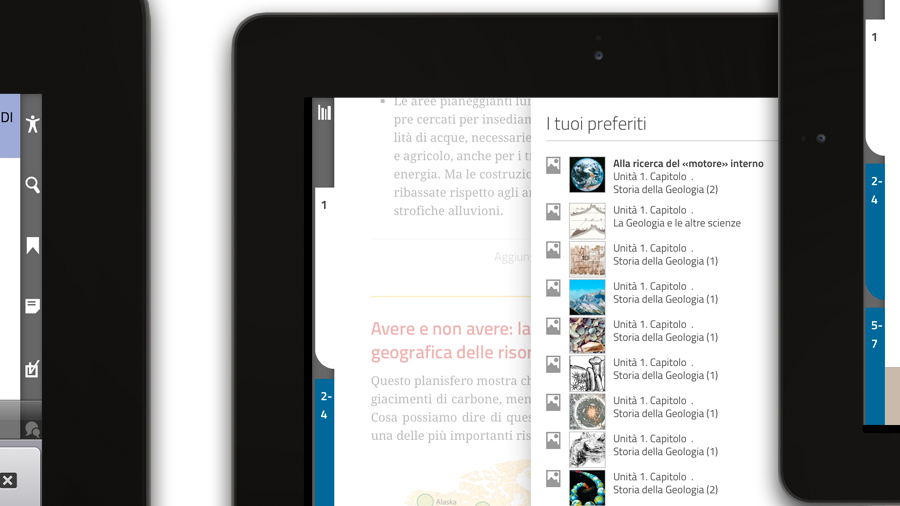 DI
1
2-
4
Le aree pianeggianti
pre cercati per insediam
lità di acque, necessarie
e agricolo, anche per i
energia. Ma le costruzio
ribassate rispetto agli
strofiche alluvioni.
Aggiung
Avere e non avere: la
geografica delle risor
Questo planisfero mostra
giacimenti di carbone, men
Cosa possiamo dire di ques
una delle più importanti ris
Alaska
I tuoi preferiti
Alla ricerca del «motore» interno
Unità 1. Capitolo .
Storia della Geologia (2)
Unità 1. Capitolo .
La Geologia e le altre scienze
Unità 1. Capitolo .
Storia della Geologia (1)
Unità 1. Capitolo .
Storia della Geologia (1)
Unità 1. Capitolo .
Storia della Geologia (1)
Unità 1. Capitolo .
Storia della Geologia (1)
Unità 1. Capitolo .
Storia della Geologia (1)
Unità 1. Capitolo .
Storia della Geologia (1)
Unità 1. Capitolo .
Storia della Geologia (2)
1
2-
4
5-
7